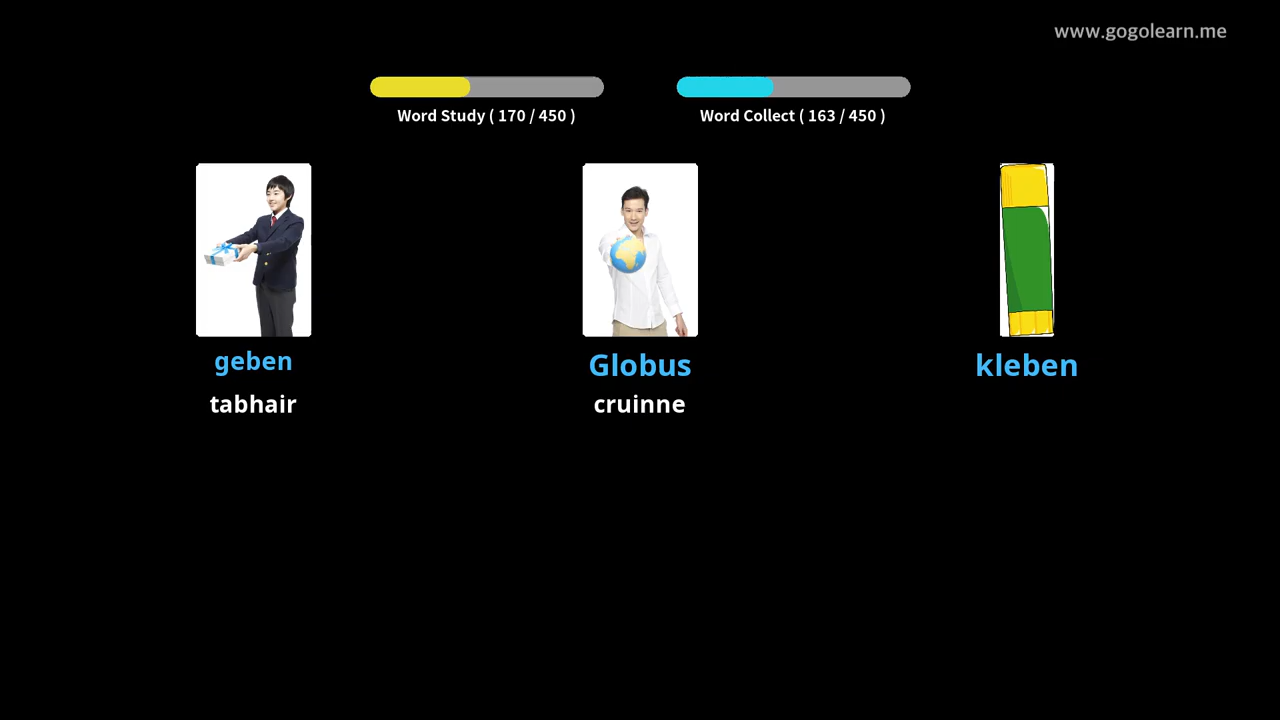 www.gogolearn.me
Word Study ( 170 / 450 )
Word Collect ( 163 / 450 )
geben
Globus
kleben
tabhair
cruinne